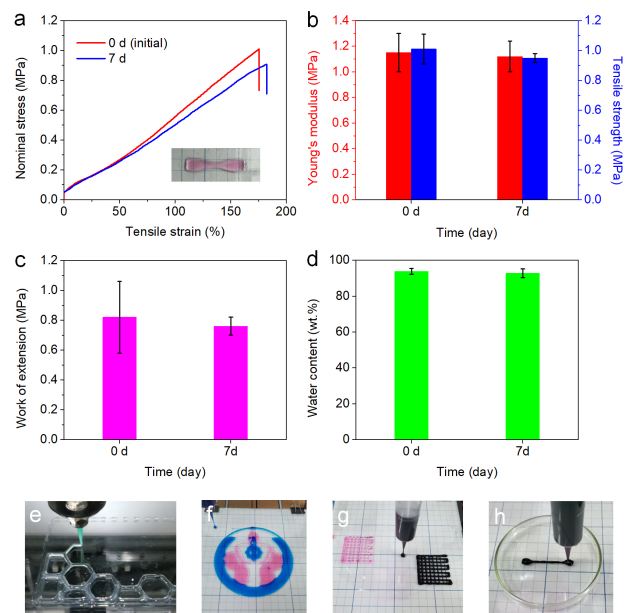 a
0 d (initial)
7 d
Nominal stress (MPa)
1.2
1.0
0.8
0.6
0.4
0.2
0.0
0
50
100
150
200
Tensile strain (%)
b
Young's modulus (MPa)
1.4
1.2
1.0
0.8
0.6
0.4
0.2
0.0
1.2
1.0
0.8
0.6
0.4
0.2
0.0
Tensile strength (MPa)
0 d
7d
Time (day)
c
Work of extension (MPa)
1.2
1.0
0.8
0.6
0.4
0.2
0.0
0 d
7d
Time (day)
d
Water content (wt.%)
100
80
60
40
20
0
0 d
7d
Time (day)
e
f
g
h